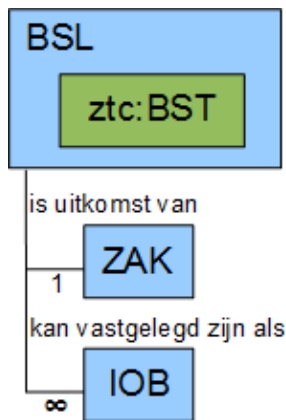 BSL
ztc:BST
is uitkomst van
ZAK
1
kan vastgelegd zijn als
IOB
∞